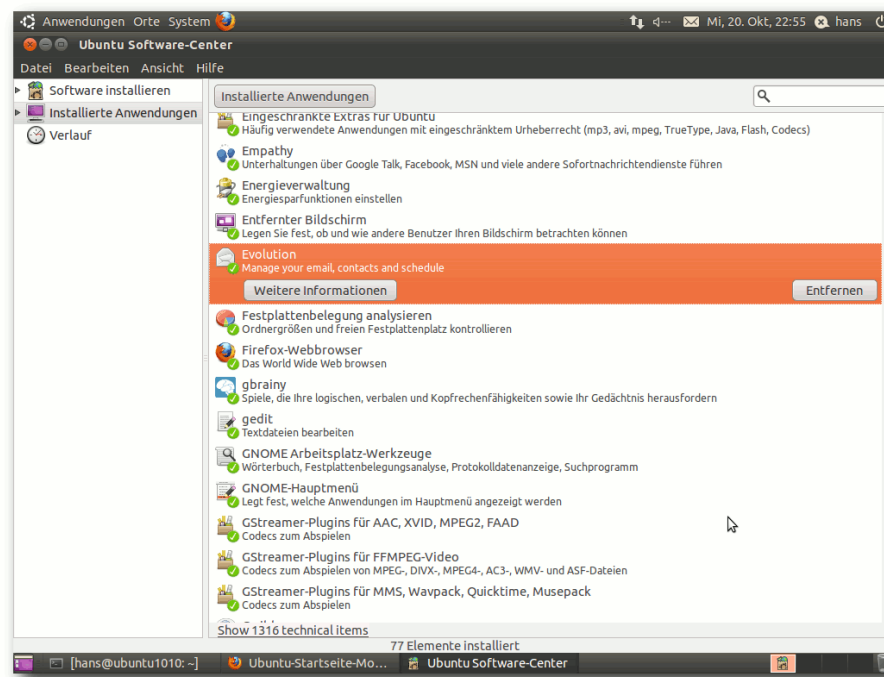 Anwendungen Orte System
Mi, 20. Okt, 22:55 hans
Ubuntu Software-Center
Datei Bearbeiten Ansicht Hilfe
Software installieren
Installierte Anwendungen
Verlauf
Installierte Anwendungen
Eingeschränkte Extras für Ubuntu
Häufig verwendete Anwendungen mit eingeschränktem Urheberrecht (mp3, avi, mpeg, TrueType, Java, Flash, Codecs)
Empathy
Unterhaltungen über Google Talk, Facebook, MSN und viele andere Sofortnachrichtendienste führen
Energieverwaltung
Energiesparfunktionen einstellen
Entfernter Bildschirm
Legen Sie fest, ob und wie andere Benutzer Ihren Bildschirm betrachten können
Evolution
Manage your email, contacts and schedule
Weitere Informationen Entfernen
Festplattenbelegung analysieren
Ordnergrößen und freien Festplattenplatz kontrollieren
Firefox-Webbrowser
Das World Wide Web browsen
gbrainy
Spiele, die Ihre logischen, verbalen und Kopfrechenfähigkeiten sowie Ihr Gedächtnis herausfordern
gedit
Textdateien bearbeiten
GNOME Arbeitsplatz-Werkzeuge
Wörterbuch, Festplattenbelegungsanalyse, Protokolldatenanzeige, Suchprogramm
GNOME-Hauptmenü
Legt fest, welche Anwendungen im Hauptmenü angezeigt werden
GStreamer-Plugins für AAC, XVID, MPEG2, FAAD
Codecs zum Abspielen
GStreamer-Plugins für FFMPEG-Video
Codecs zum Abspielen von MPEG-, DIVX-, MPEG4-, AC3-, WMV- und ASF-Dateien
GStreamer-Plugins für MMS, Wavpack, Quicktime, Musepack
Codecs zum Abspielen
Show 1316 technical items
77 Elemente installiert
[hans@ubuntu1010: ~] Ubuntu-Startseite-Mo... Ubuntu Software-Center